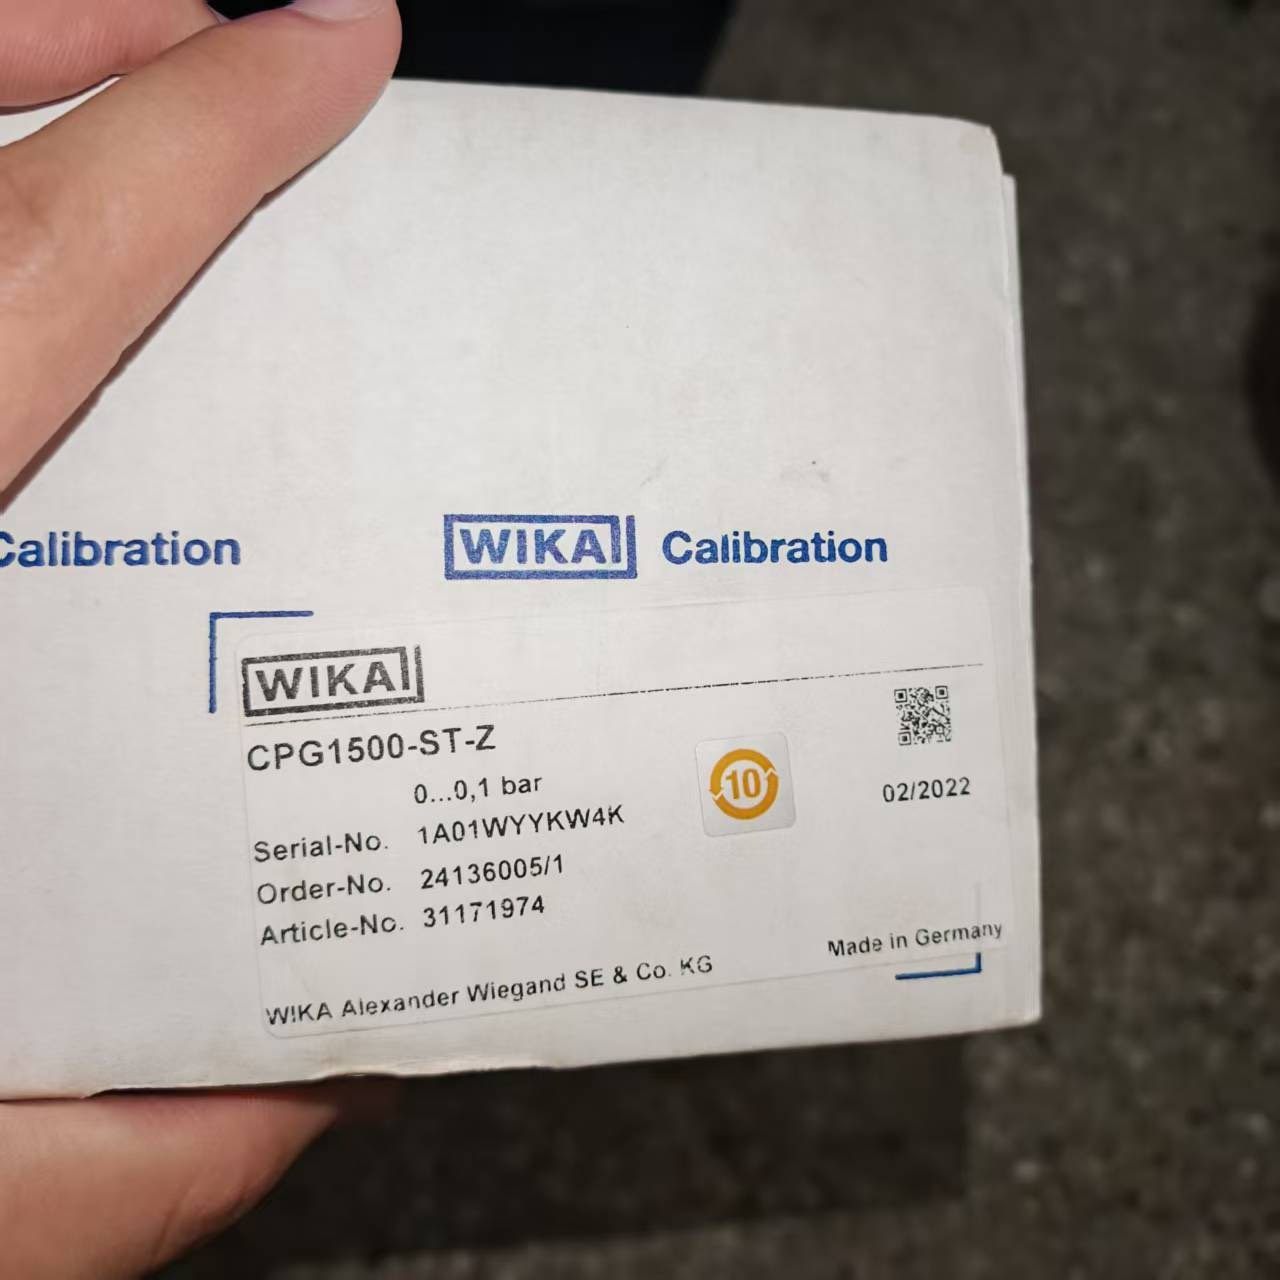 Calibration
WIKA Calibration
WIKA
CPG1500-ST-Z
0...0,1 bar
Serial-No. 1A01WYYKW4K
Order-No. 24136005/1
Article-No. 31171974
10
02/2022
WIKA Alexander Wiegand SE & Co. KG
Made in Germany